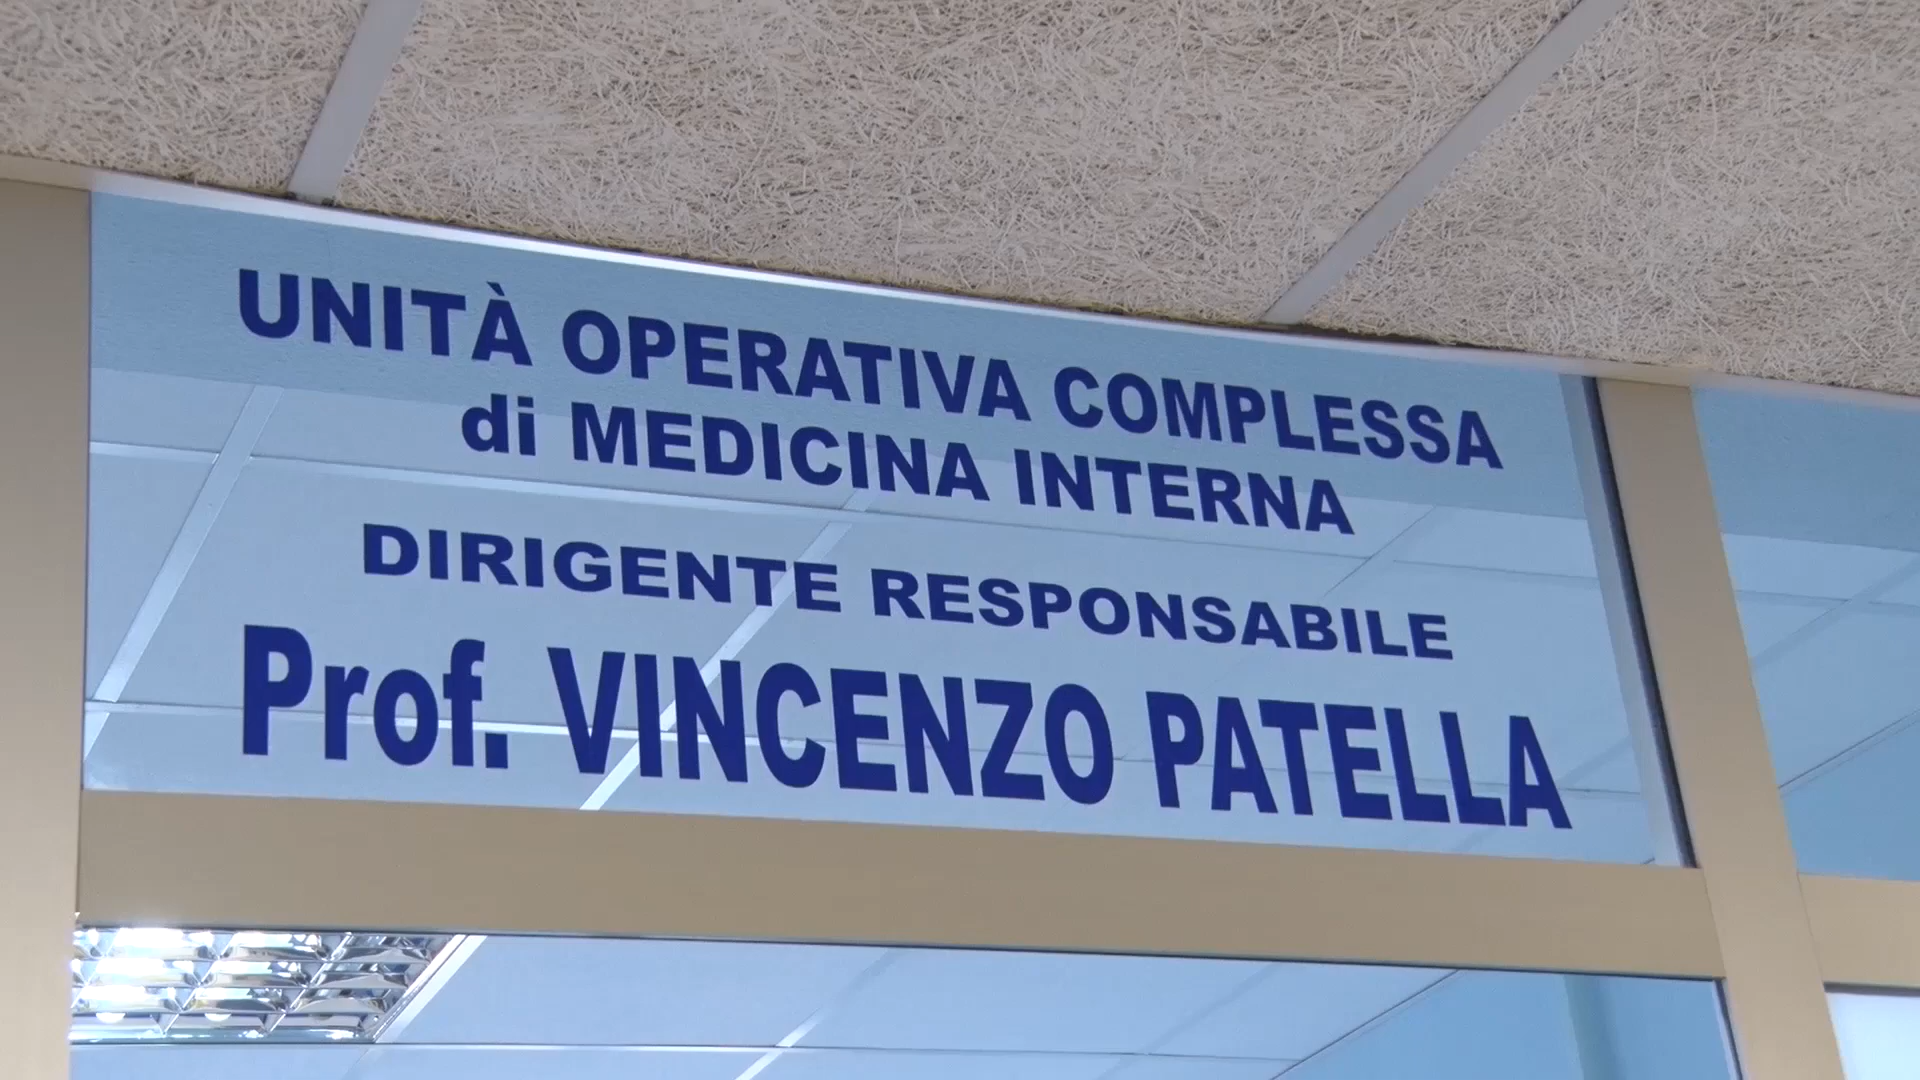 UNITÀ OPERATIVA COMPLESSA
di MEDICINA INTERNA
DIRIGENTE RESPONSABILE
Prof. VINCENZO PATELLA